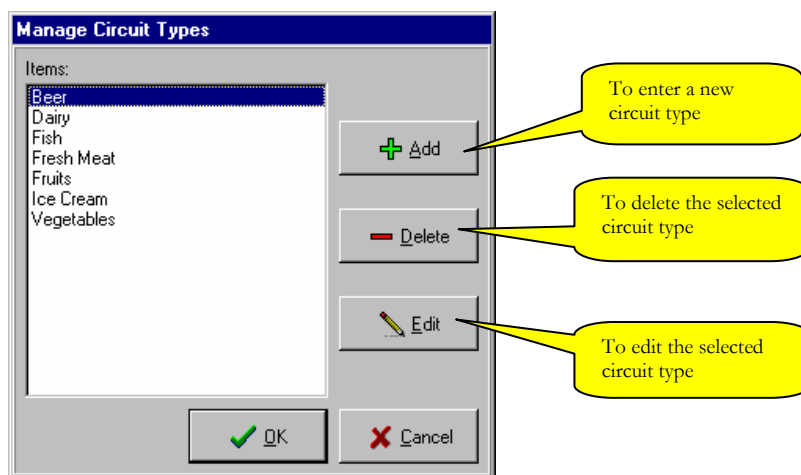 Manage Circuit Types
Items:
Beer
Dairy
Fish
Fresh Meat
Fruits
Ice Cream
Vegetables
Add
Delete
Edit
OK
Cancel
To enter a new
circuit type
To delete the selected
circuit type
To edit the selected
circuit type